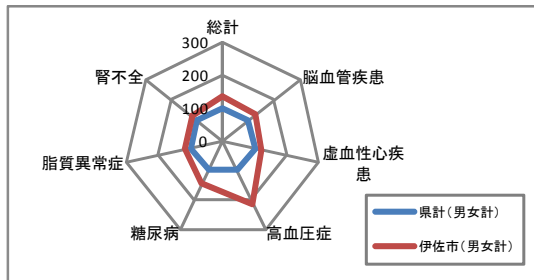 総計
300
200
100
0
脳血管疾患
虚血性心疾
患
高血圧症
糖尿病
脂質異常症
腎不全
県計(男女計)
伊佐市(男女計)